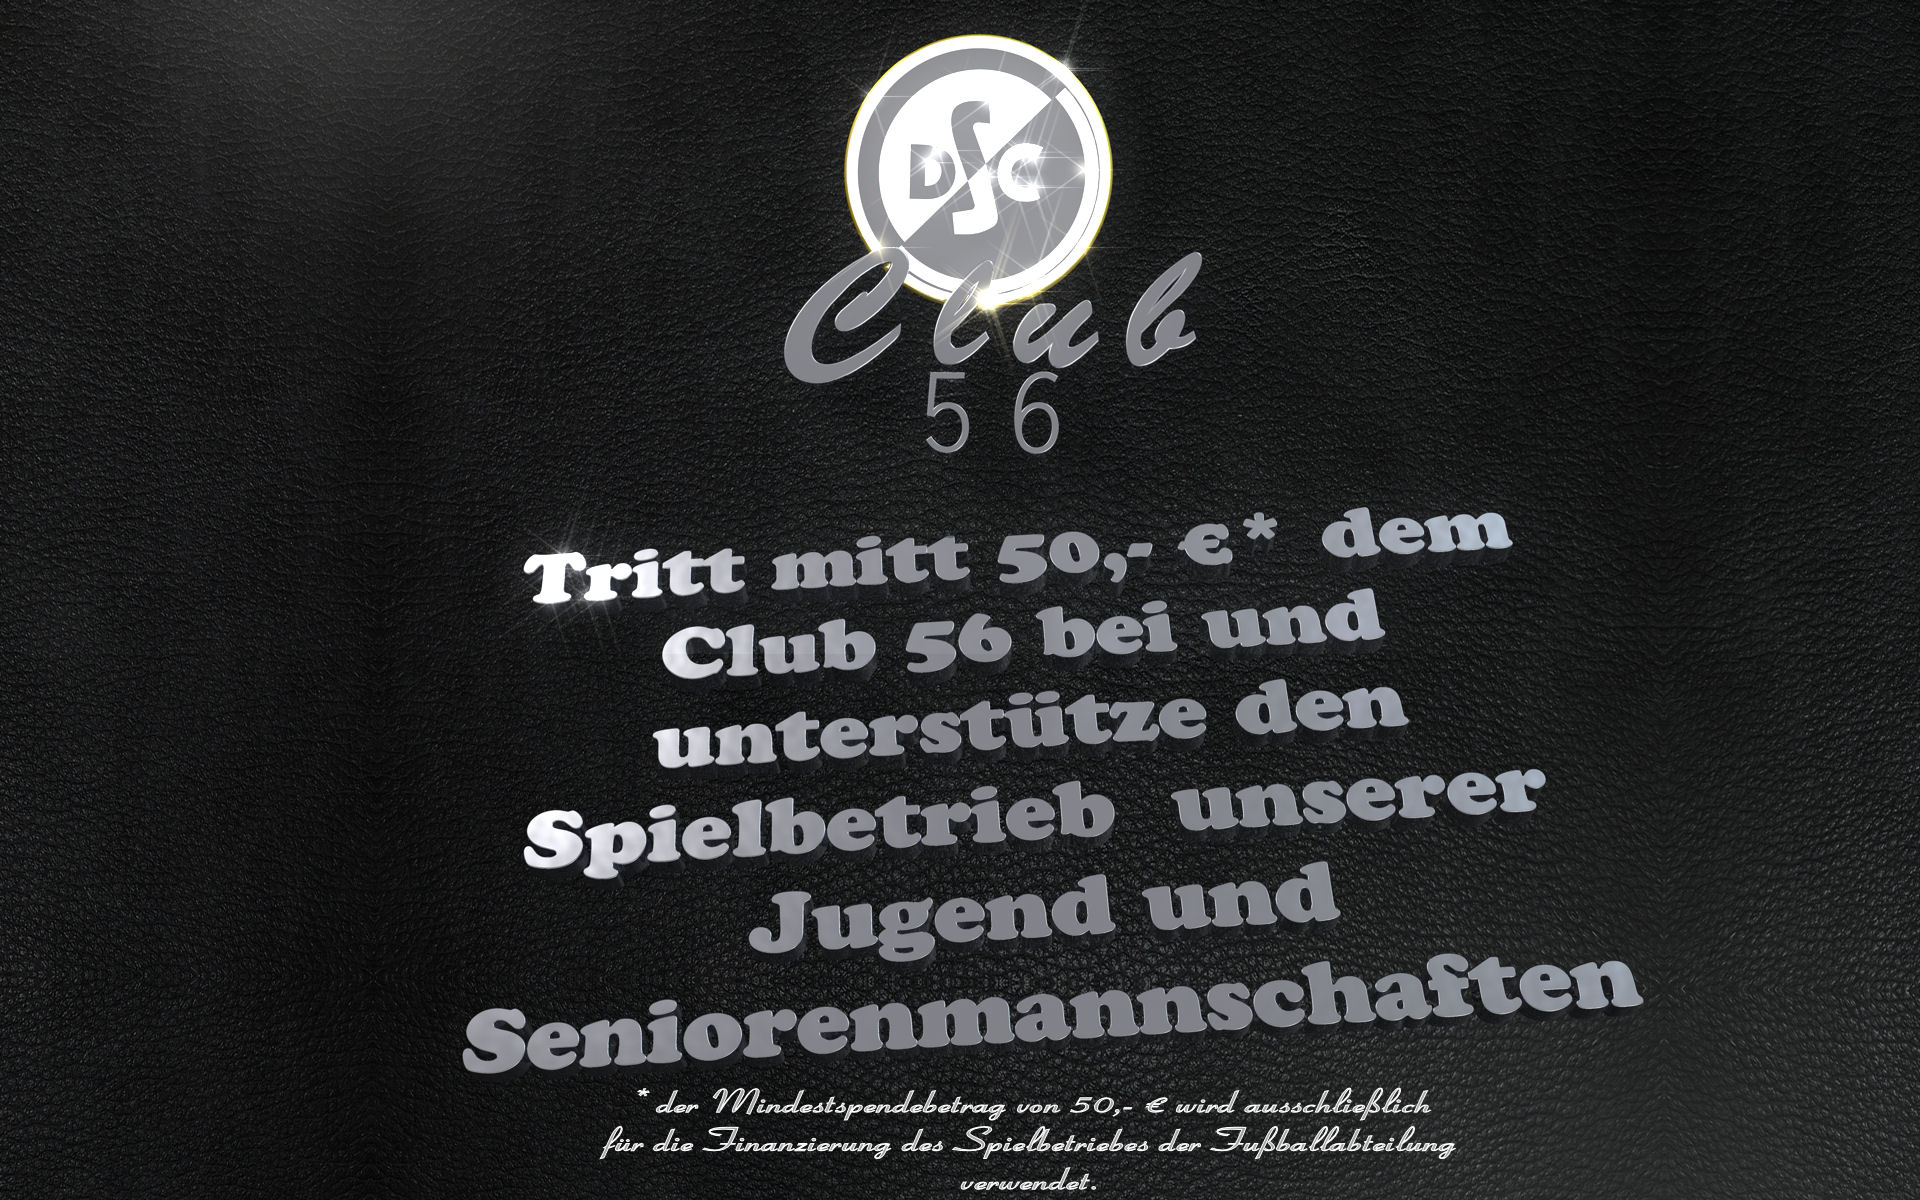 DSC
Club
56
Tritt mitt 50,- €* dem
Club 56 bei und
unterstütze den
Spielbetrieb unserer
Jugend und
Seniorenmannschaften
* der Mindestspendebetrag von 50,- € wird ausschließlich
für die Finanzierung des Spielbetriebes der Fußballabteilung
verwendet.